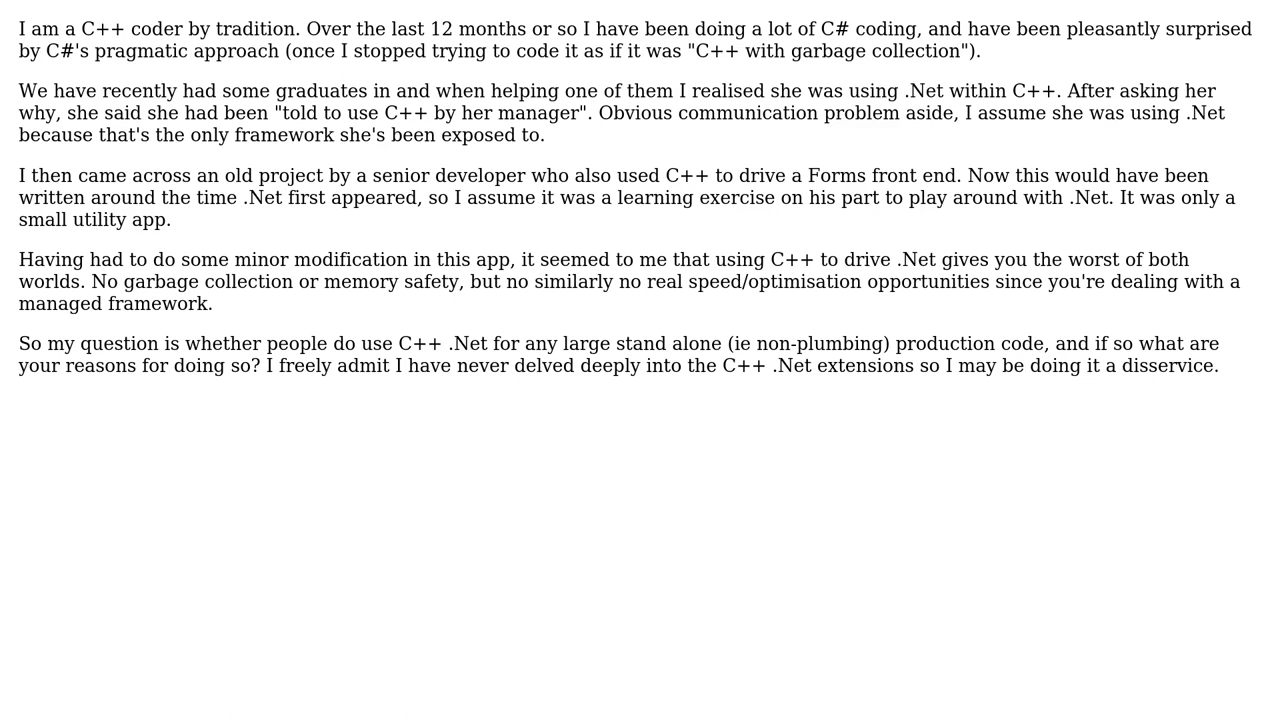 I am a C++ coder by tradition. Over the last 12 months or so I have been doing a lot of C# coding, and have been pleasantly surprised
by C#'s pragmatic approach (once I stopped trying to code it as if it was "C++ with garbage collection").
We have recently had some graduates in and when helping one of them I realised she was using .Net within C++. After asking her
why, she said she had been "told to use C++ by her manager". Obvious communication problem aside, I assume she was using .Net
because that's the only framework she's been exposed to.
I then came across an old project by a senior developer who also used C++ to drive a Forms front end. Now this would have been
written around the time .Net first appeared, so I assume it was a learning exercise on his part to play around with .Net. It was only a
small utility app.
Having had to do some minor modification in this app, it seemed to me that using C++ to drive .Net gives you the worst of both
worlds. No garbage collection or memory safety, but no similarly no real speed/optimisation opportunities since you're dealing with a
managed framework.
So my question is whether people do use C++ .Net for any large stand alone (ie non-plumbing) production code, and if so what are
your reasons for doing so? I freely admit I have never delved deeply into the C++ .Net extensions so I may be doing it a disservice.